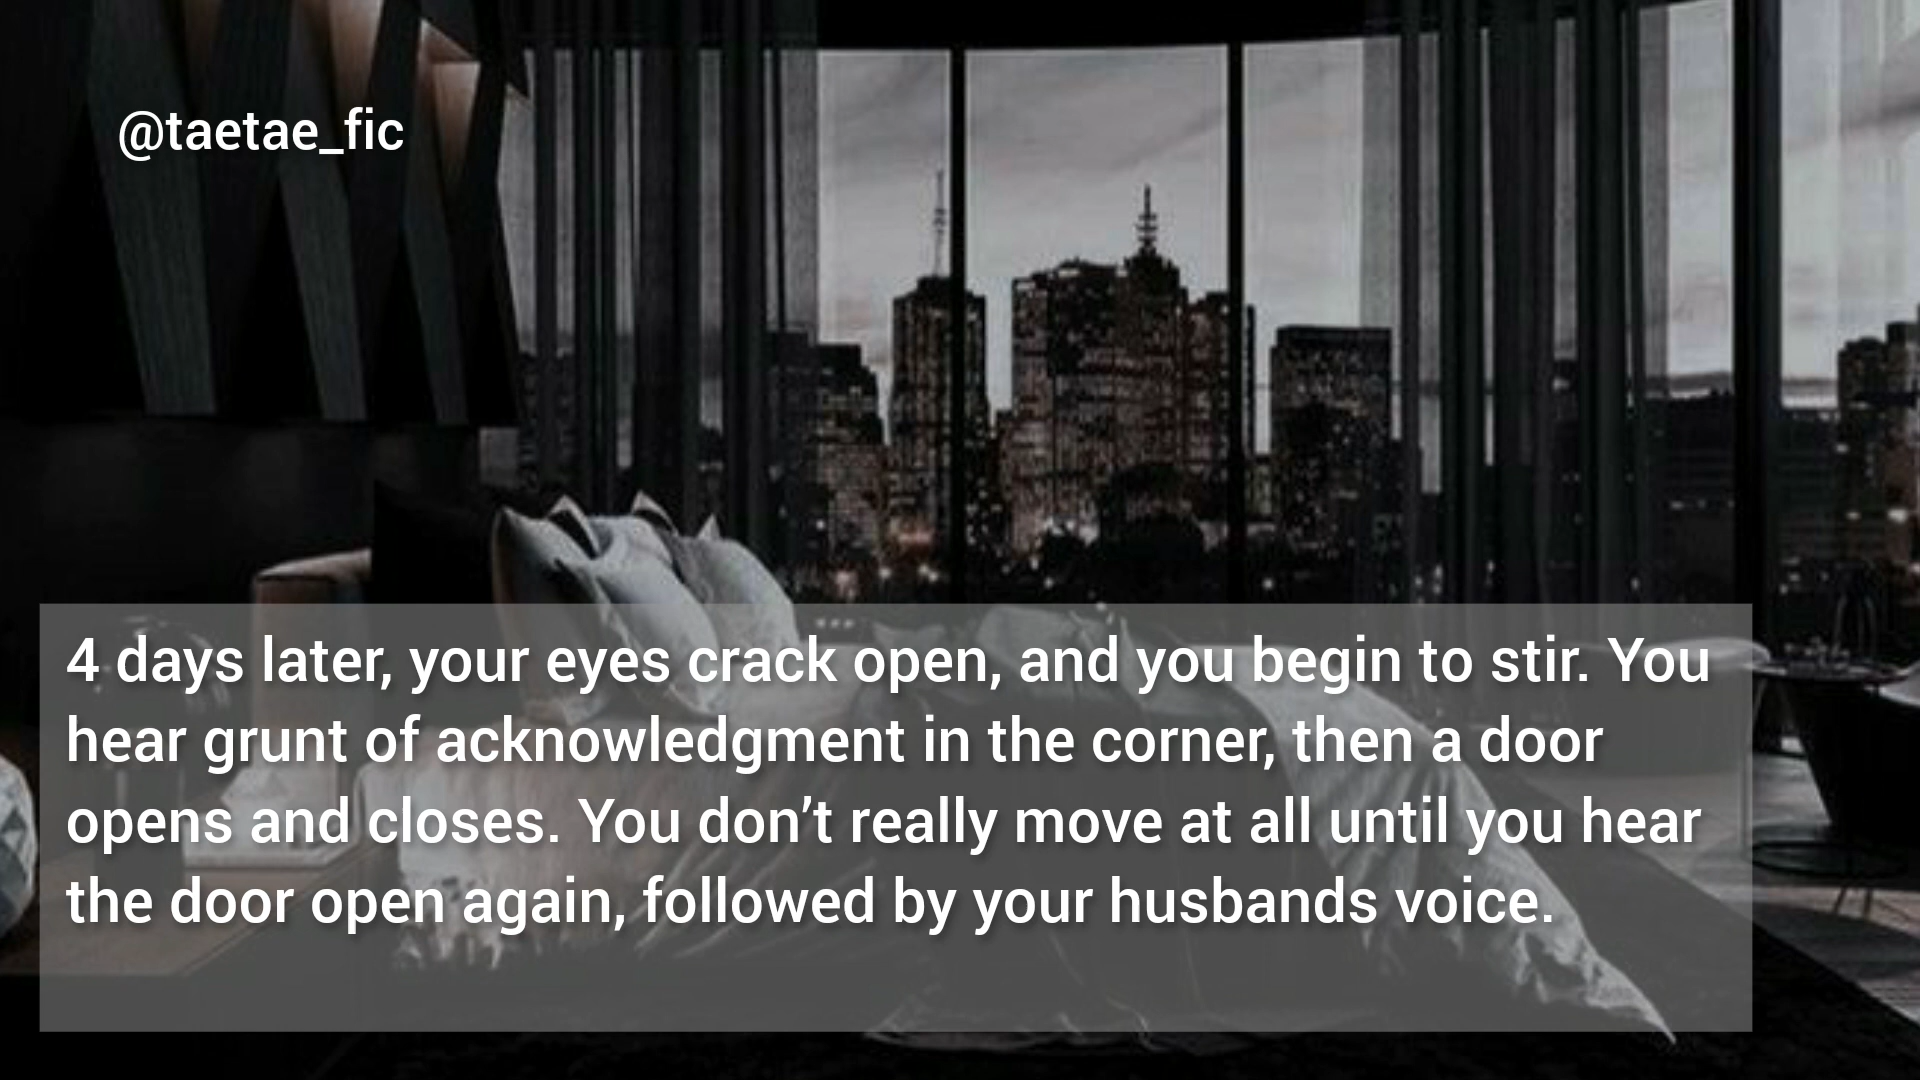 @taetae_fic
4 days later, your eyes crack open, and you begin to stir. You
hear grunt of acknowledgment in the corner, then a door
opens and closes. You don’t really move at all until you hear
the door open again, followed by your husbands voice.